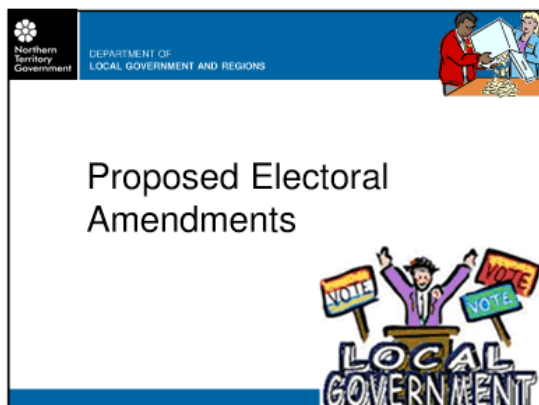 Northern
Territory
Government
DEPARTMENT OF
LOCAL GOVERNMENT AND REGIONS
Proposed Electoral
Amendments
VOTE
VOTE
VOTE
LOCAL
GOVERNMENT